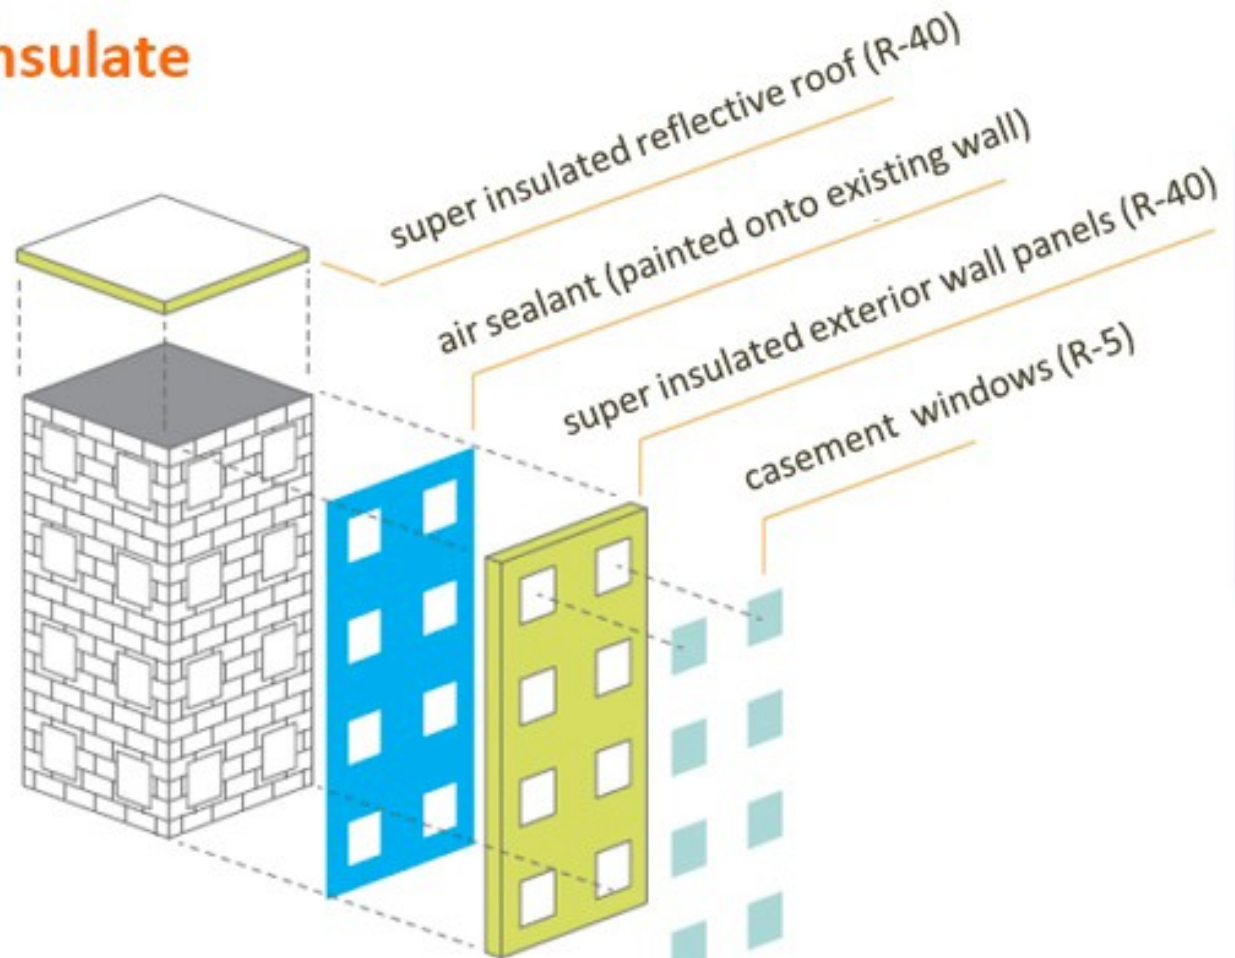 nsulate
super insulated reflective roof (R-40)
air sealant (painted onto existing wall)
super insulated exterior wall panels (R-40)
casement windows (R-5)